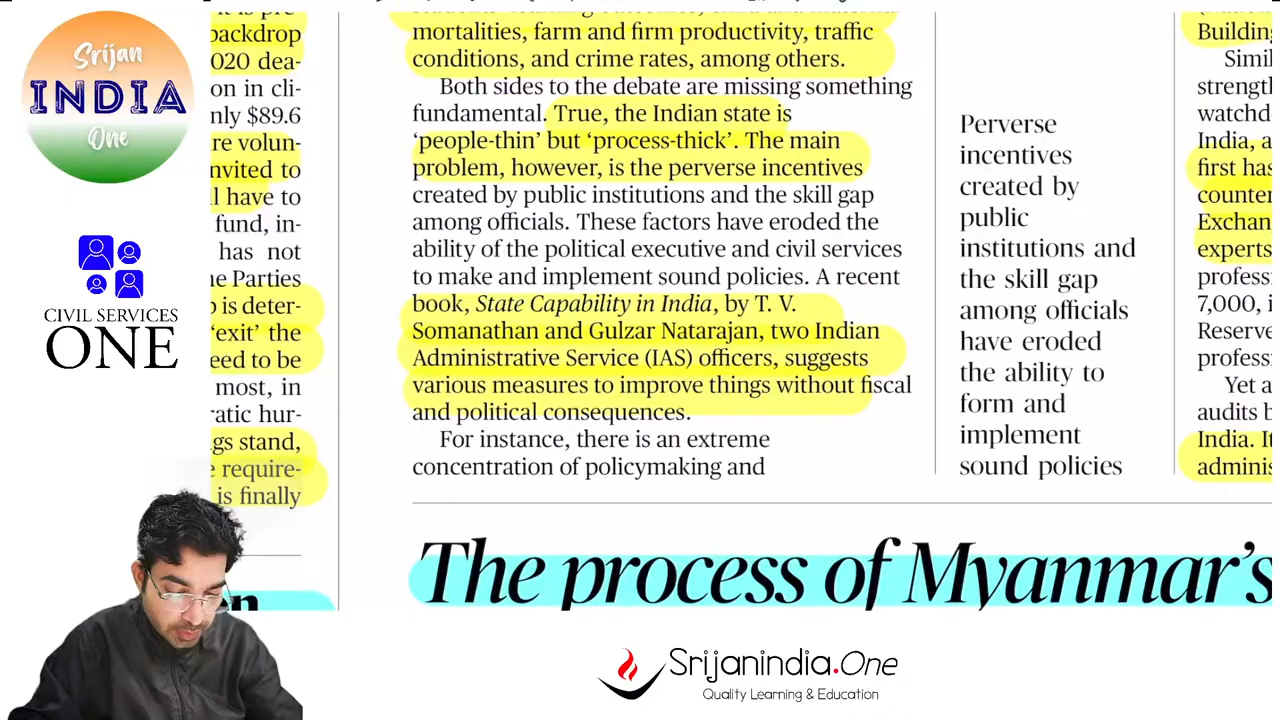 Srijan
INDIA
One
CIVIL SERVICES
ONE
backdrop
020 dea-
on in cli-
nly $89.6
re volun-
nvited to
l have to
fund, in-
has not
e Parties
is deter-
‘exit’ the
eed to be
most, in
ratic hur-
gs stand,
e require-
is finally
en
mortalities, farm and firm productivity, traffic
conditions, and crime rates, among others.
Both sides to the debate are missing something
fundamental. True, the Indian state is
‘people-thin’ but ‘process-thick’. The main
problem, however, is the perverse incentives
created by public institutions and the skill gap
among officials. These factors have eroded the
ability of the political executive and civil services
to make and implement sound policies. A recent
book, State Capability in India, by T. V.
Somanathan and Gulzar Natarajan, two Indian
Administrative Service (IAS) officers, suggests
various measures to improve things without fiscal
and political consequences.
For instance, there is an extreme
concentration of policymaking and
Perverse
incentives
created by
public
institutions and
the skill gap
among officials
have eroded
the ability to
form and
implement
sound policies
Building
Simil
strength
watchd
India, a
first has
counter
Exchan
experts
professi
7,000, i
Reserve
professi
Yet a
audits b
India. It
adminis
The process of Myanmar’s
Srijanindia.One
Quality Learning & Education